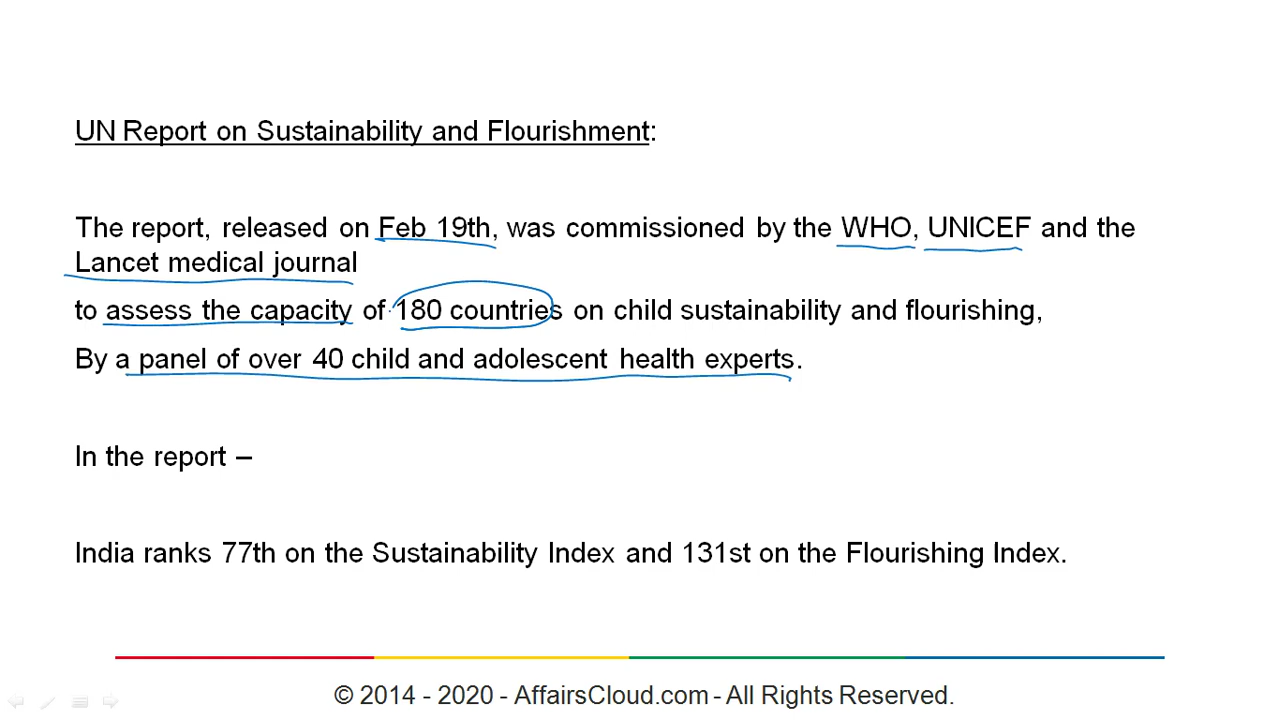 UN Report on Sustainability and Flourishment:
The report, released on Feb 19th, was commissioned by the WHO, UNICEF and the
Lancet medical journal
to assess the capacity of 180 countries on child sustainability and flourishing,
By a panel of over 40 child and adolescent health experts.
In the report –
India ranks 77th on the Sustainability Index and 131st on the Flourishing Index.
© 2014 - 2020 - AffairsCloud.com - All Rights Reserved.